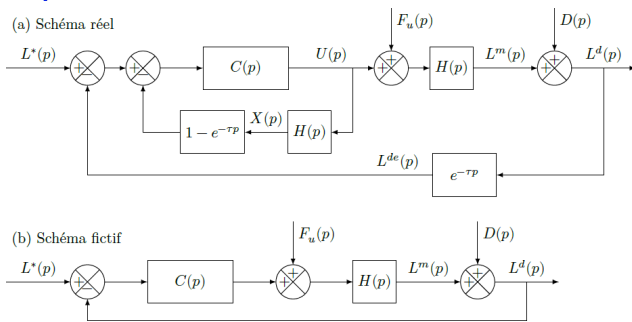 (a) Schéma réel
F_u(p)
D(p)
L*(p)
+
−
+
−
C(p)
U(p)
+
+
H(p)
L^m(p)
+
+
L^d(p)
1 − e^{−τp}
X(p)
H(p)
L^{de}(p)
e^{−τp}
(b) Schéma fictif
F_u(p)
D(p)
L*(p)
+
−
C(p)
+
+
H(p)
L^m(p)
+
+
L^d(p)